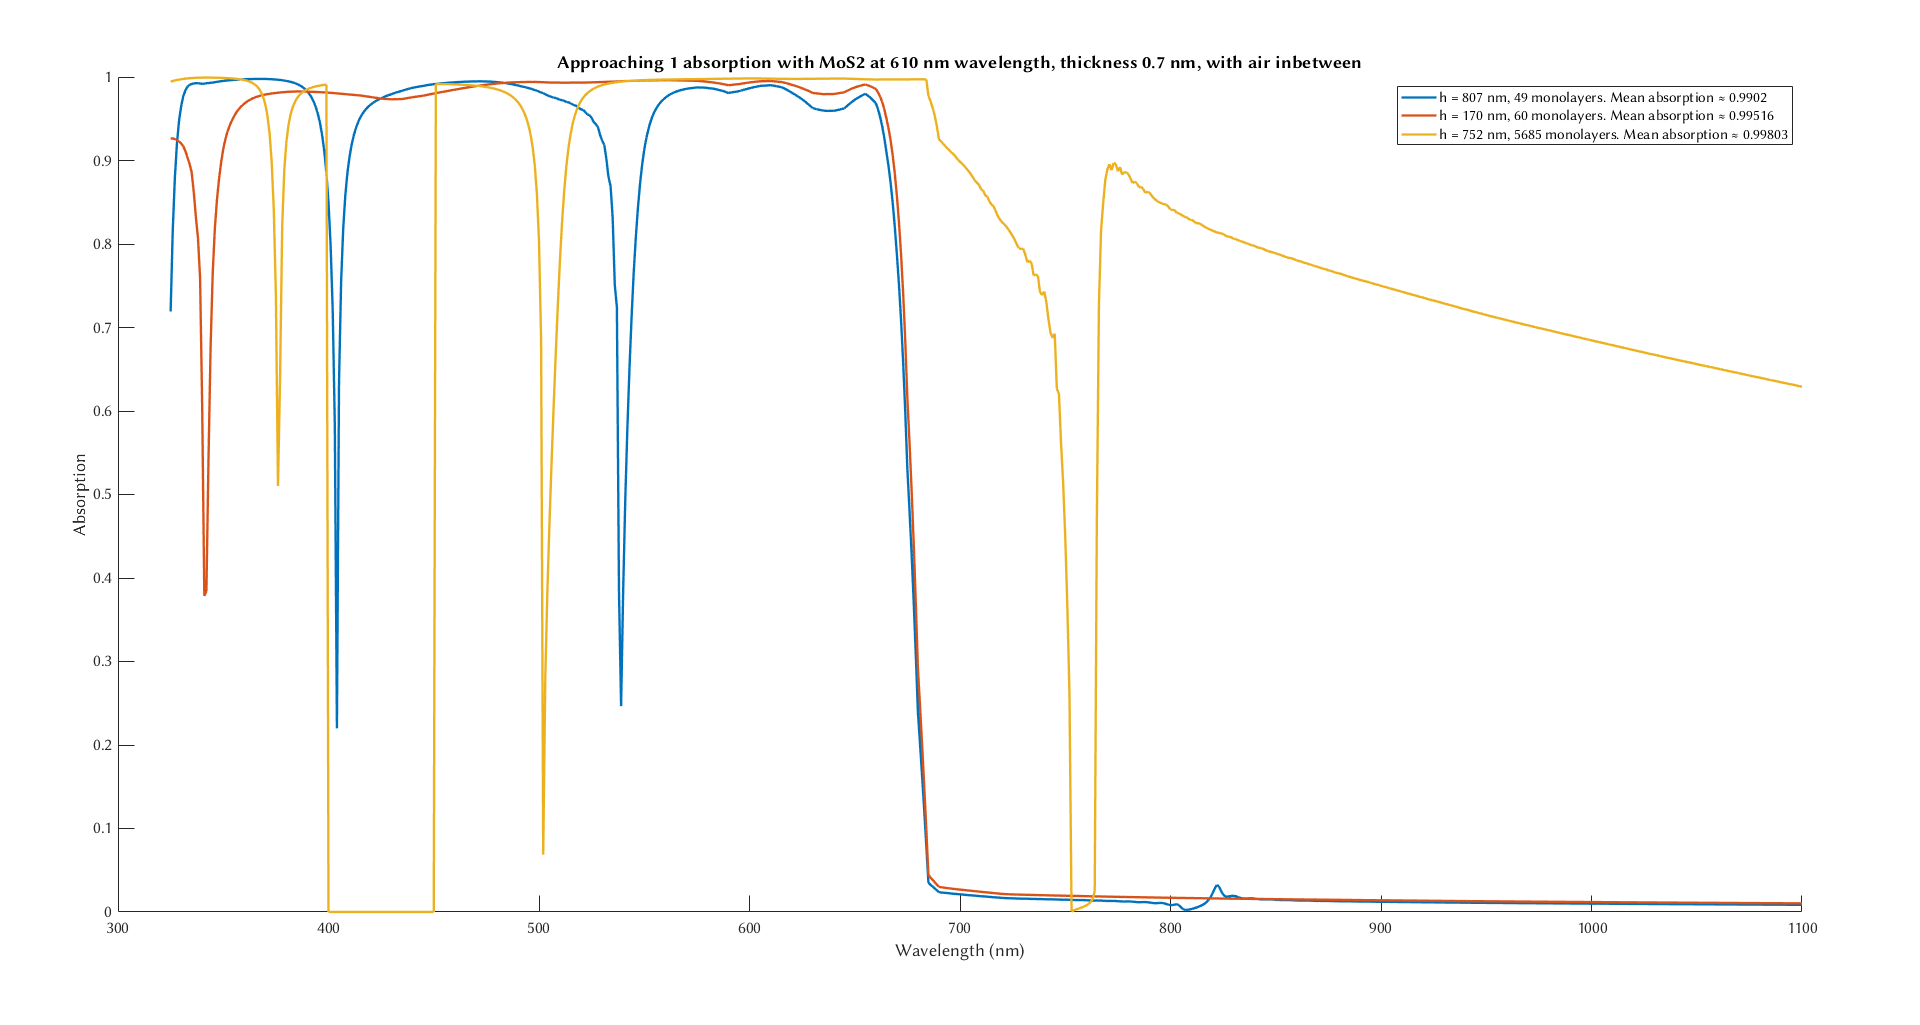 Approaching 1 absorption with MoS2 at 610 nm wavelength, thickness 0.7 nm, with air inbetween
h = 807 nm, 49 monolayers. Mean absorption ≈ 0.9902
h = 170 nm, 60 monolayers. Mean absorption ≈ 0.99516
h = 752 nm, 5685 monolayers. Mean absorption ≈ 0.99803
Absorption
1
0.9
0.8
0.7
0.6
0.5
0.4
0.3
0.2
0.1
0
300 400 500 600 700 800 900 1000 1100
Wavelength (nm)